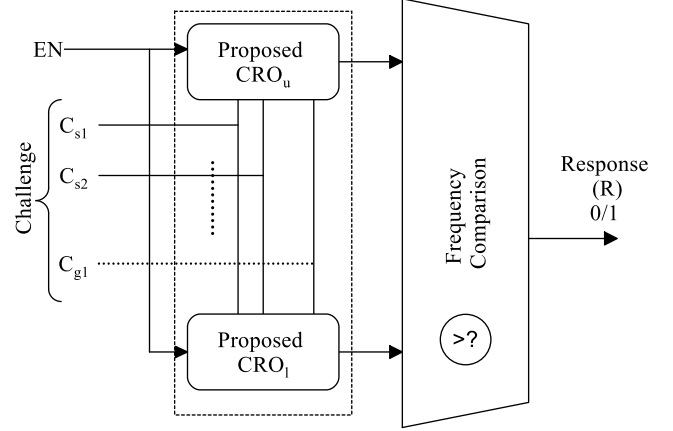 EN
Proposed
CROu
Challenge
Cs1
Cs2
Cg1
Proposed
CROl
Frequency
Comparison
>?
Response
(R)
0/1